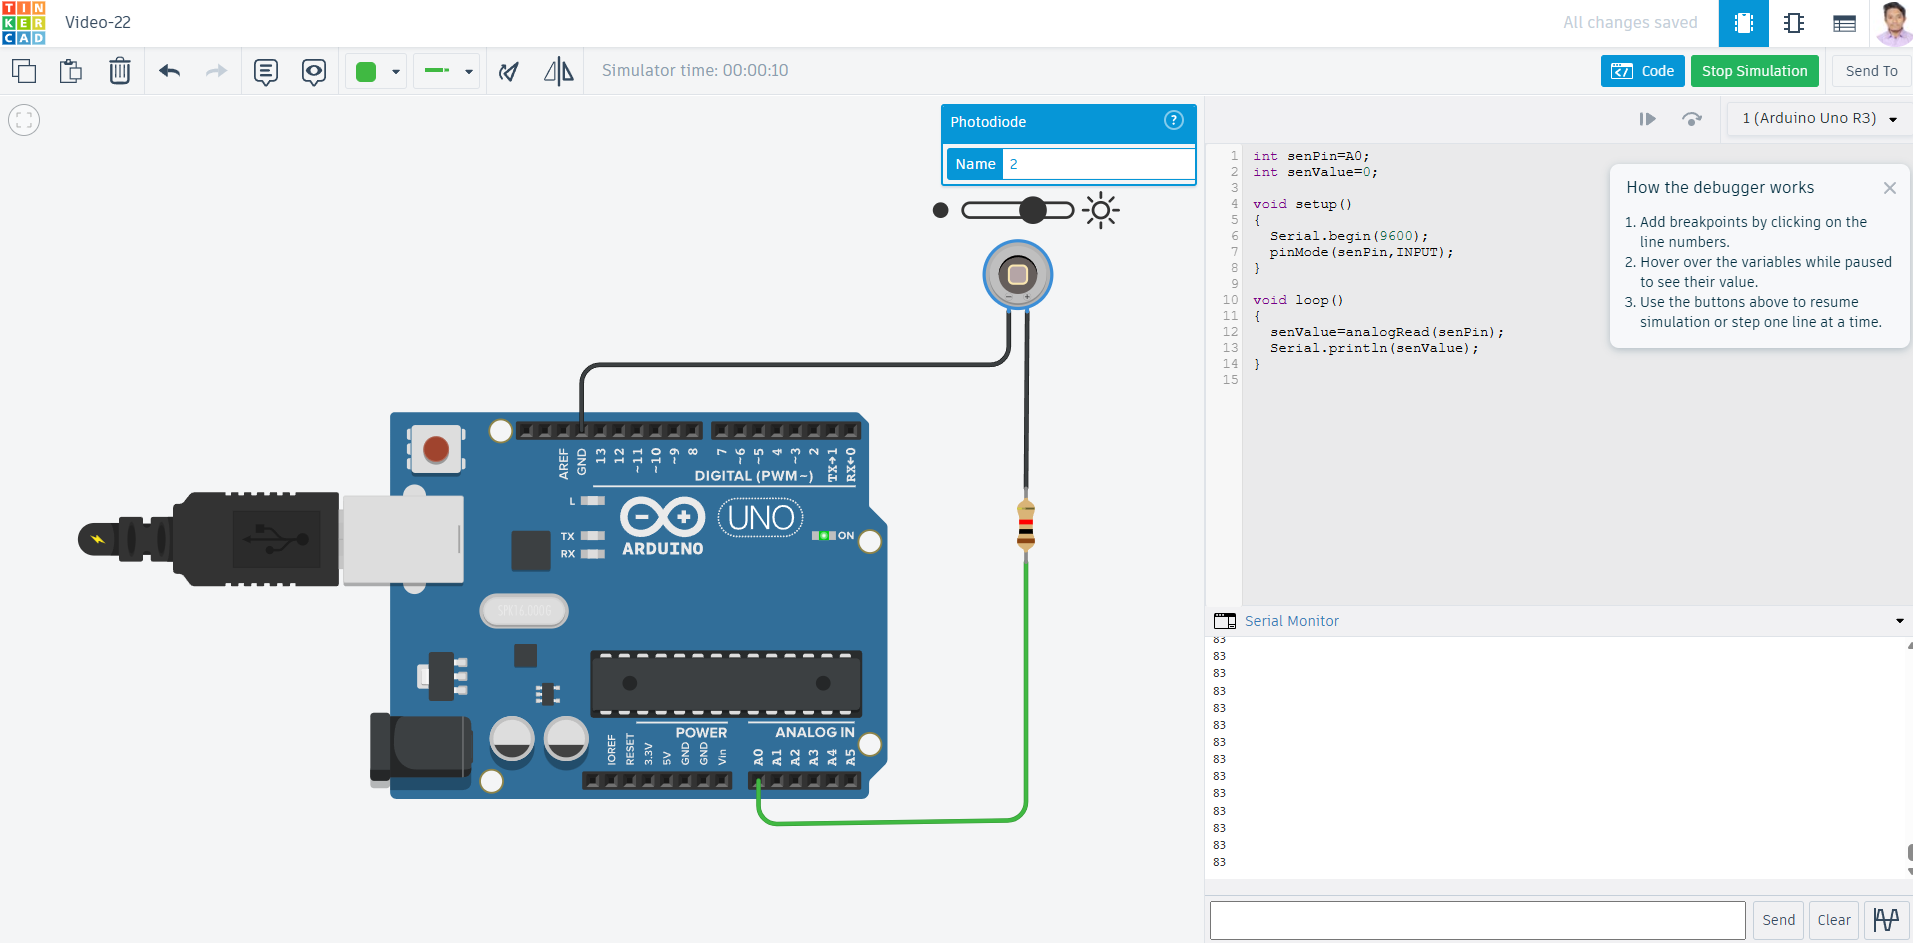 TIN
KER
CAD
Video-22
All changes saved
Simulator time: 00:00:10
Code
Stop Simulation
Send To
Photodiode
?
Name
2
1 (Arduino Uno R3)
1 int senPin=A0;
2 int senValue=0;
3
4 void setup()
5 {
6 Serial.begin(9600);
7 pinMode(senPin,INPUT);
8 }
9
10 void loop()
11 {
12 senValue=analogRead(senPin);
13 Serial.println(senValue);
14 }
15
How the debugger works
1. Add breakpoints by clicking on the
line numbers.
2. Hover over the variables while paused
to see their value.
3. Use the buttons above to resume
simulation or step one line at a time.
AREF
GND
13
12
~11
~10
~9
8
7
~6
~5
4
~3
2
TX→1
RX←0
DIGITAL (PWM~)
L
TX
RX
UNO
ARDUINO
ON
SPK16.000G
POWER
ANALOG IN
IOREF
RESET
3.3V
5V
GND
GND
Vin
A0
A1
A2
A3
A4
A5
Serial Monitor
83
83
83
83
83
83
83
83
83
83
83
83
83
83
Send
Clear